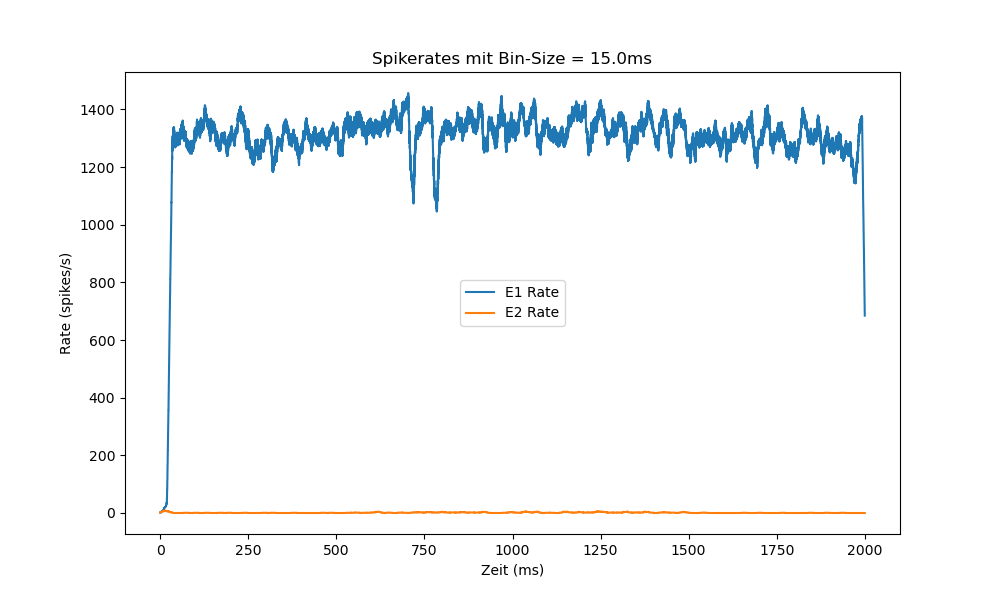 Spikerates mit Bin-Size = 15.0ms
1400
1200
1000
800
600
400
200
0
Rate (spikes/s)
E1 Rate
E2 Rate
0 250 500 750 1000 1250 1500 1750 2000
Zeit (ms)